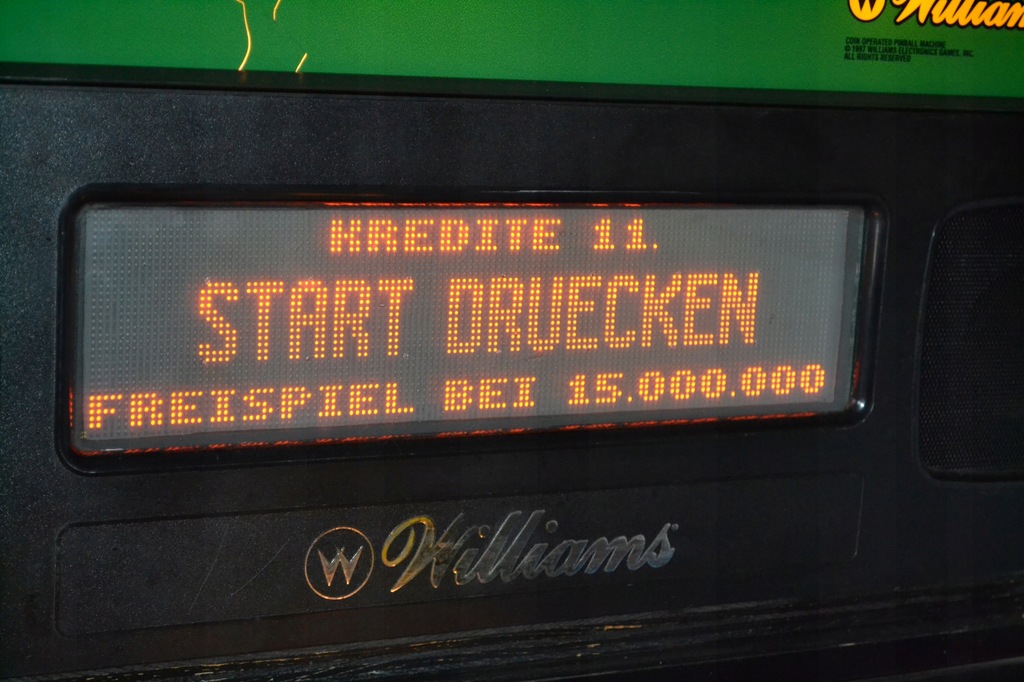 Williams
COIN OPERATED PINBALL MACHINE
© 1997 WILLIAMS ELECTRONICS GAMES, INC.
ALL RIGHTS RESERVED
KREDITE 11.
START DRUECKEN
FREISPIEL BEI 15.000.000
W Williams